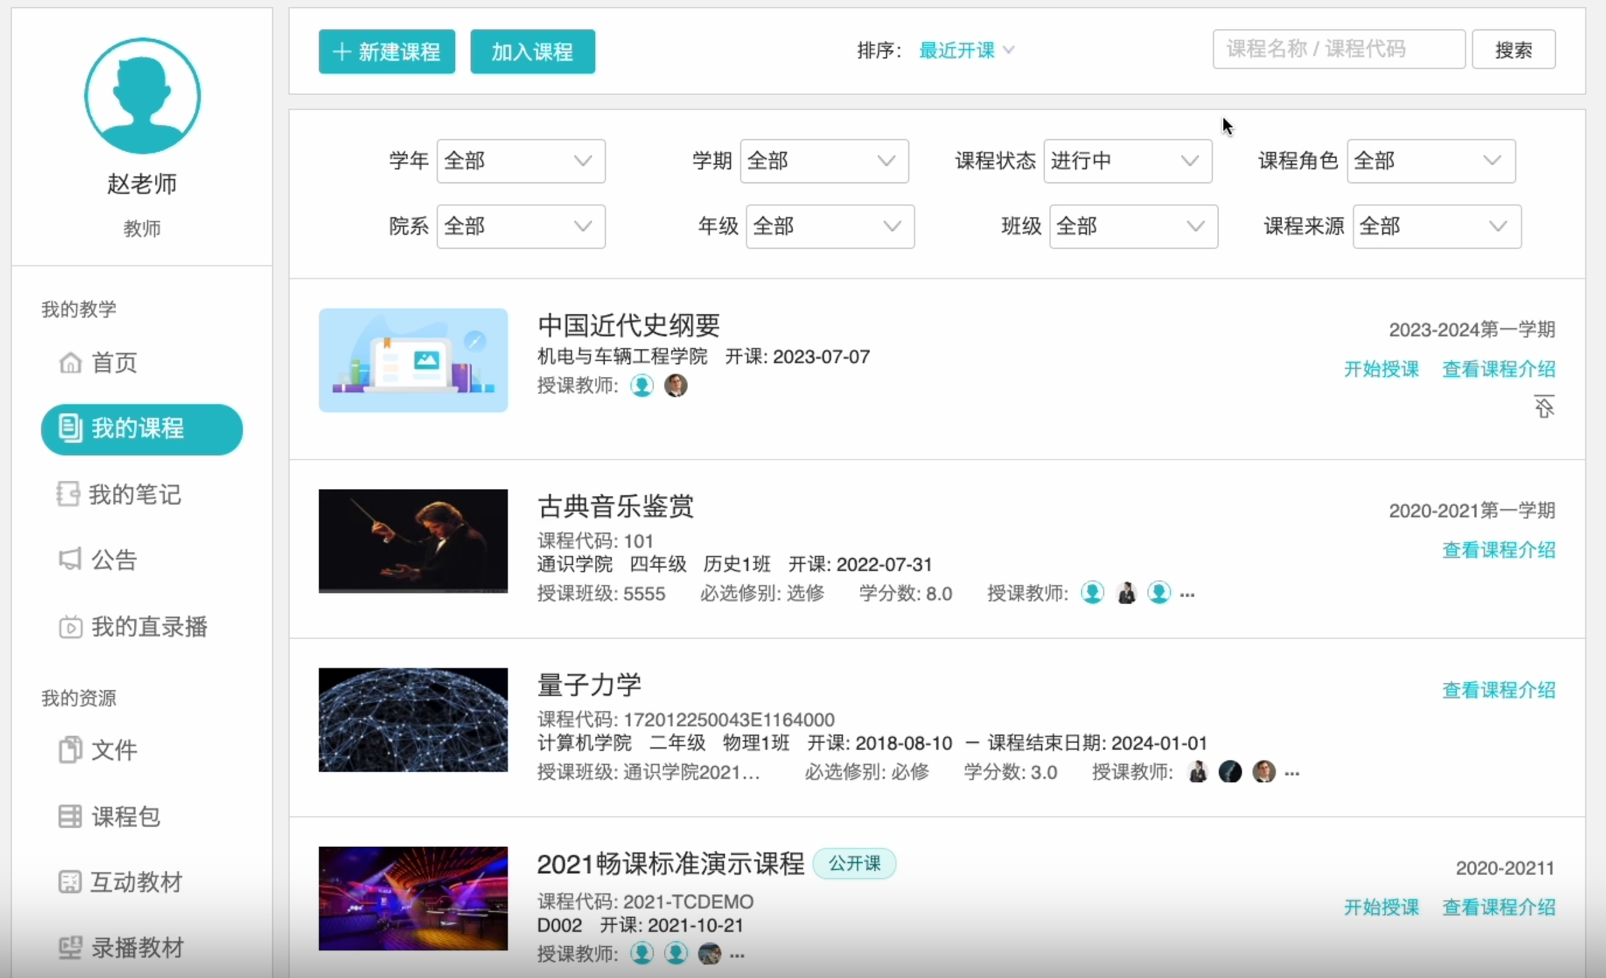 赵老师
教师
我的教学
首页
我的课程
我的笔记
公告
我的直录播
我的资源
文件
课程包
互动教材
录播教材
新建课程 加入课程 排序： 最近开课 课程名称 / 课程代码 搜索
学年 全部 学期 全部 课程状态 进行中 课程角色 全部
院系 全部 年级 全部 班级 全部 课程来源 全部
中国近代史纲要
2023-2024第一学期
机电与车辆工程学院 开课: 2023-07-07
开始授课 查看课程介绍
授课教师:
古典音乐鉴赏
2020-2021第一学期
课程代码: 101
查看课程介绍
通识学院 四年级 历史1班 开课: 2022-07-31
授课班级: 5555 必选修别: 选修 学分数: 8.0 授课教师: ...
量子力学
查看课程介绍
课程代码: 172012250043E1164000
计算机学院 二年级 物理1班 开课: 2018-08-10 – 课程结束日期: 2024-01-01
授课班级: 通识学院2021... 必选修别: 必修 学分数: 3.0 授课教师: ...
2021畅课标准演示课程 公开课
2020-20211
课程代码: 2021-TCDEMO
开始授课 查看课程介绍
D002 开课: 2021-10-21
授课教师: ...